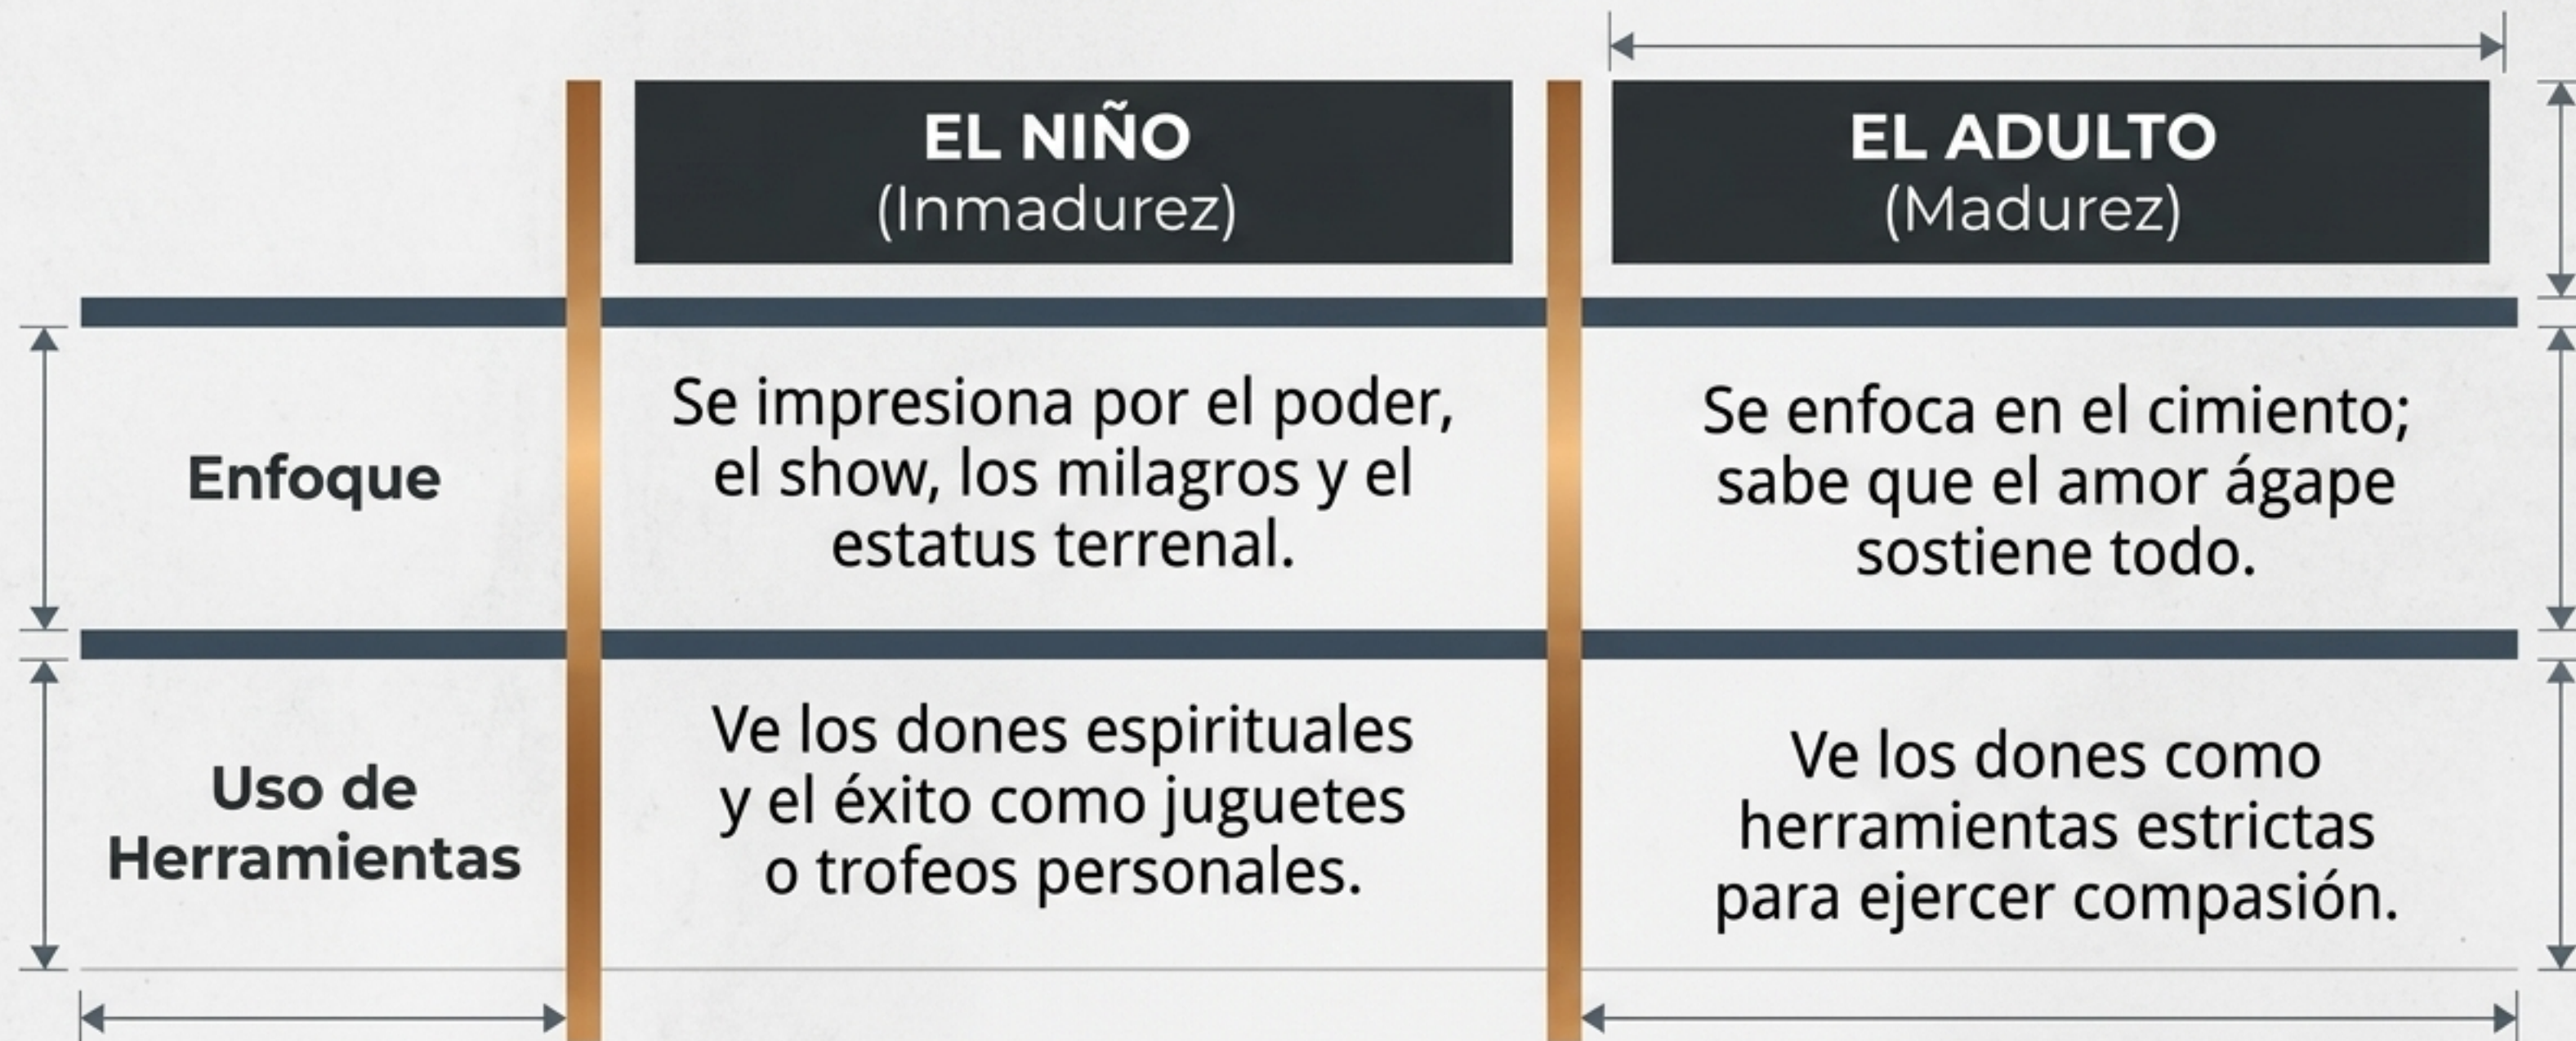 EL NIÑO
(Inmadurez)
EL ADULTO
(Madurez)
Enfoque
Se impresiona por el poder,
el show, los milagros y el
estatus terrenal.
Se enfoca en el cimiento;
sabe que el amor ágape
sostiene todo.
Uso de
Herramientas
Ve los dones espirituales
y el éxito como juguetes
o trofeos personales.
Ve los dones como
herramientas estrictas
para ejercer compasión.